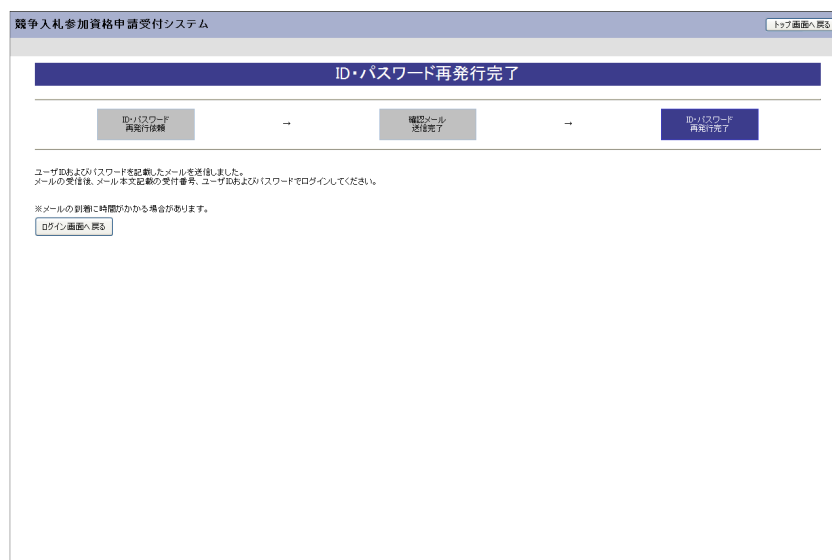 競争入札参加資格申請受付システム
トップ画面へ戻る
ID・パスワード再発行完了
ID・パスワード
再発行依頼
→
確認メール
送信完了
→
ID・パスワード
再発行完了
ユーザIDおよびパスワードを記載したメールを送信しました。
メールの受信後、メール本文記載の受付番号、ユーザIDおよびパスワードでログインしてください。
※メールの到着に時間がかかる場合があります。
ログイン画面へ戻る